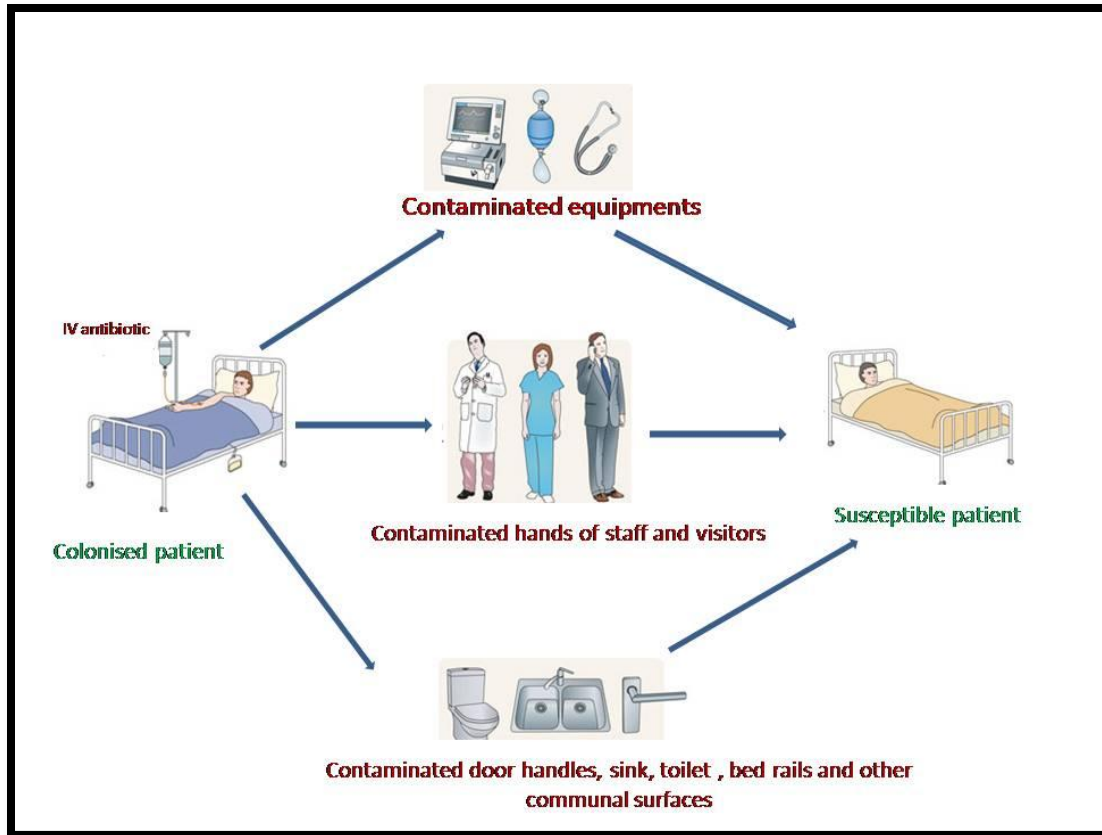 Contaminated equipments
IV antibiotic
Contaminated hands of staff and visitors
Susceptible patient
Colonised patient
Contaminated door handles, sink, toilet , bed rails and other
communal surfaces